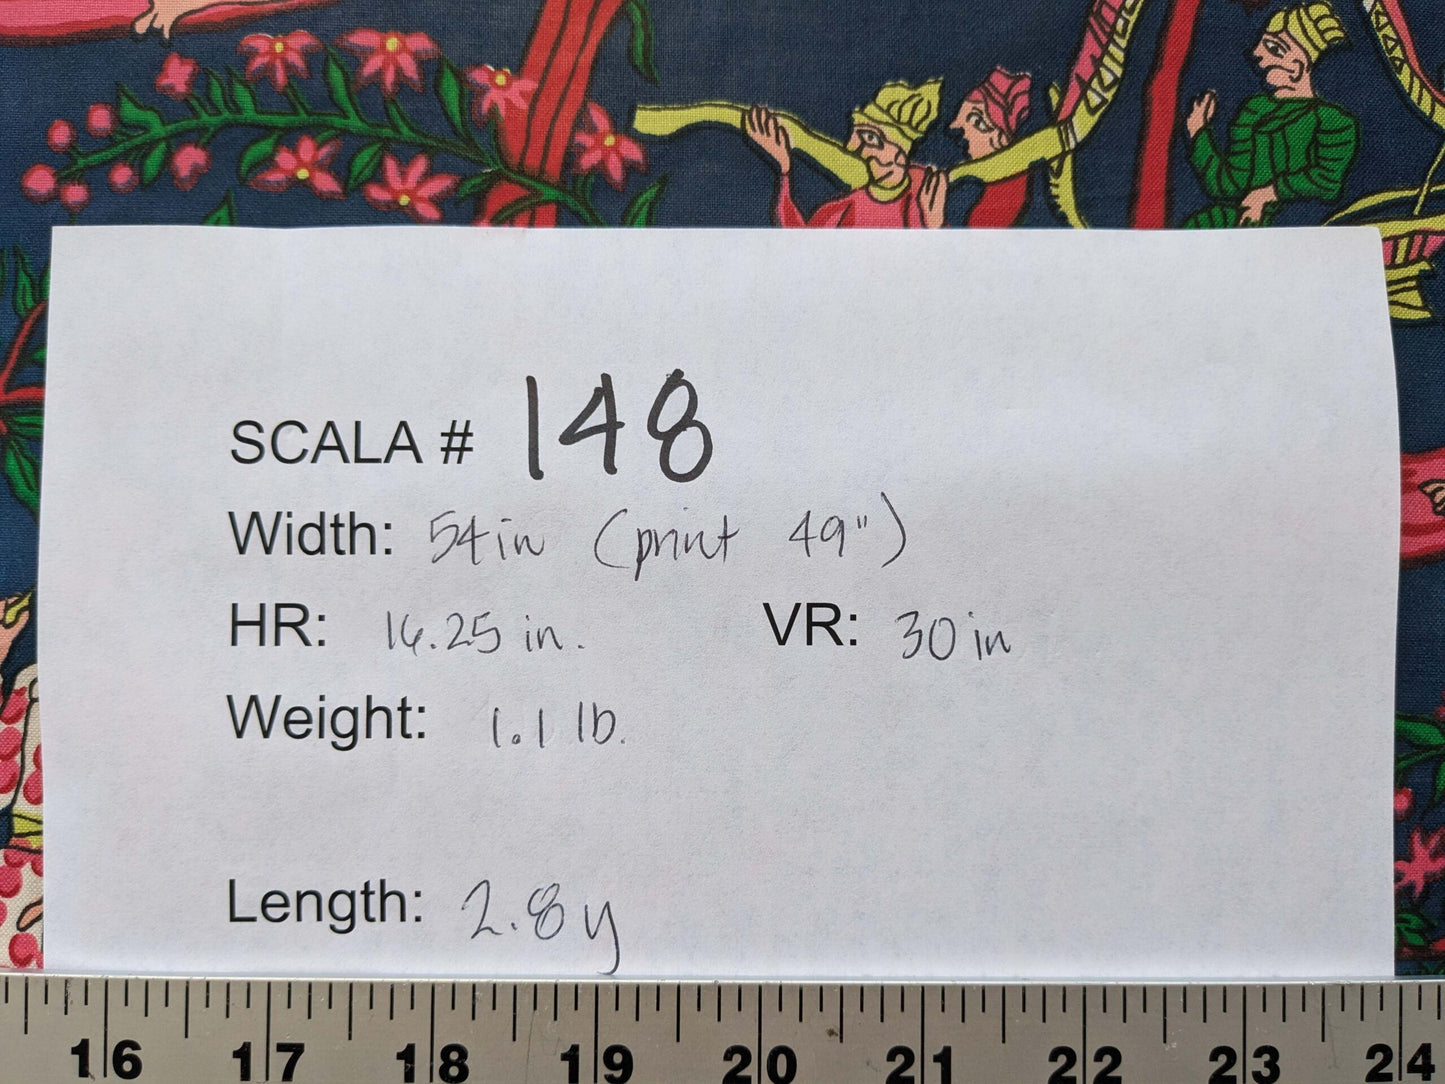 SCALA # 148
Width: 54in (print 49")
HR: 16.25 in. VR: 30 in
Weight: 1.1 lb.
Length: 2.8y
16 17 18 19 20 21 22 23 24